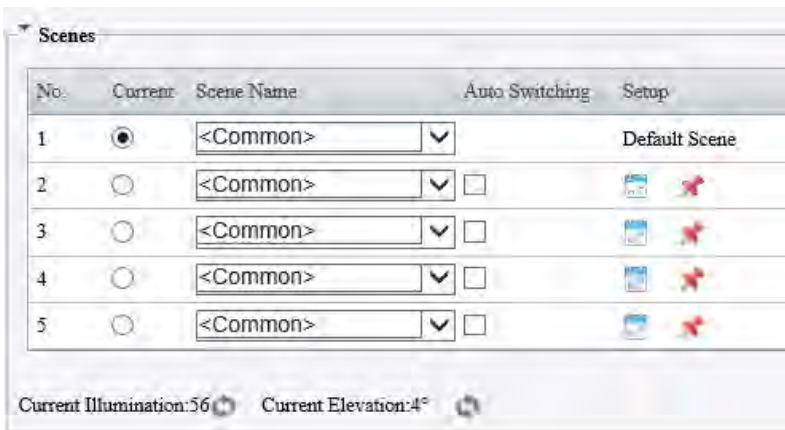 Scenes
No. Current Scene Name Auto Switching Setup
1 <Common> Default Scene
2 <Common>
3 <Common>
4 <Common>
5 <Common>
Current Illumination:56 Current Elevation:4°